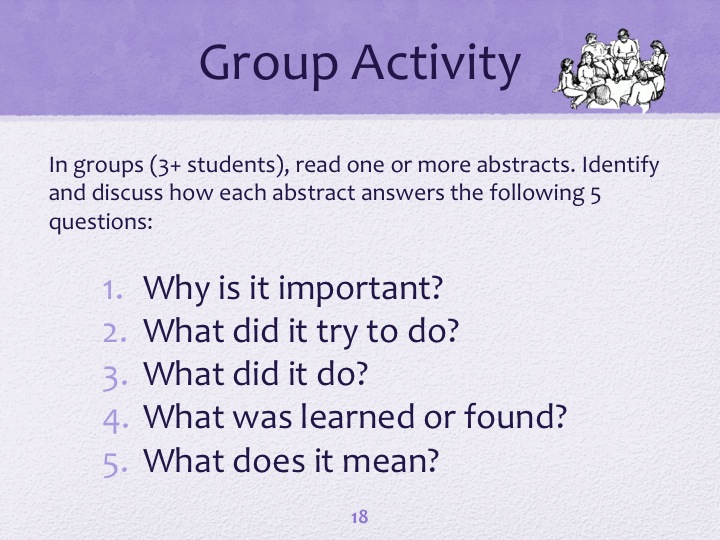 Group Activity
In groups (3+ students), read one or more abstracts. Identify
and discuss how each abstract answers the following 5
questions:
1. Why is it important?
2. What did it try to do?
3. What did it do?
4. What was learned or found?
5. What does it mean?
18